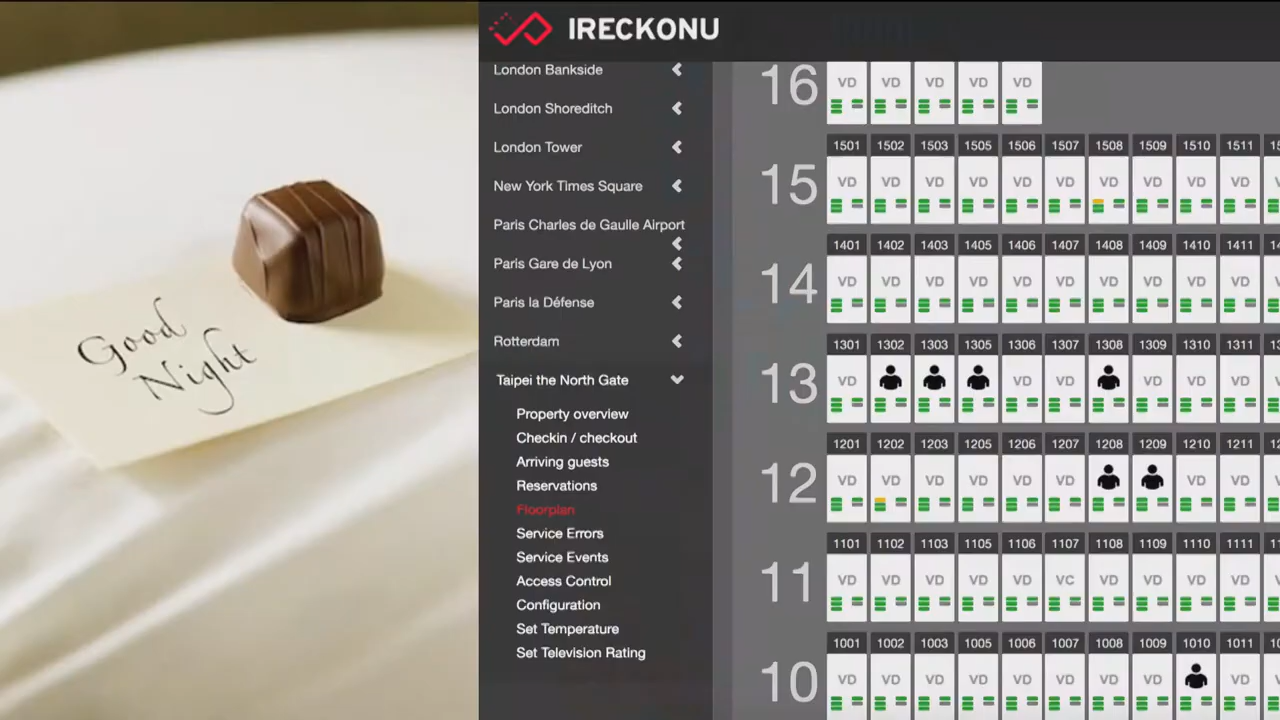 Good
Night
IRECKONU
London Bankside
London Shoreditch
London Tower
New York Times Square
Paris Charles de Gaulle Airport
Paris Gare de Lyon
Paris la Défense
Rotterdam
Taipei the North Gate
Property overview
Checkin / checkout
Arriving guests
Reservations
Floorplan
Service Errors
Service Events
Access Control
Configuration
Set Temperature
Set Television Rating
16 VD VD VD VD VD
1501 1502 1503 1505 1506 1507 1508 1509 1510 1511
15 VD VD VD VD VD VD VD VD VD VD
1401 1402 1403 1405 1406 1407 1408 1409 1410 1411
14 VD VD VD VD VD VD VD VD VD VD
1301 1302 1303 1305 1306 1307 1308 1309 1310 1311
13 VD VD VD VD VD VD
1201 1202 1203 1205 1206 1207 1208 1209 1210 1211
12 VD VD VD VD VD VD VD VD
1101 1102 1103 1105 1106 1107 1108 1109 1110 1111
11 VD VD VD VD VD VC VD VD VD VD
1001 1002 1003 1005 1006 1007 1008 1009 1010 1011
10 VD VD VD VD VD VD VD VD VD